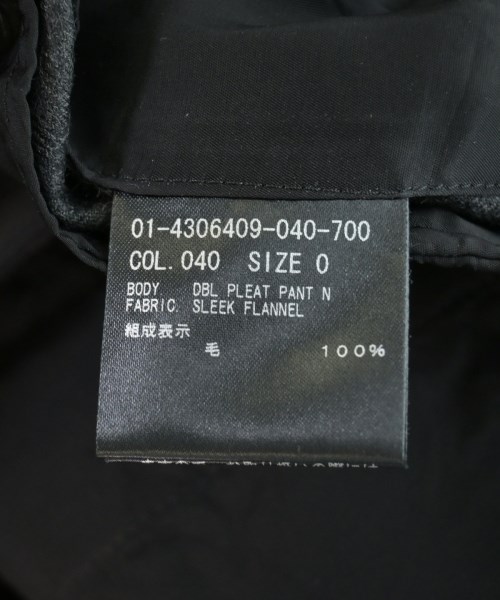 01-4306409-040-700
COL. 040 SIZE 0
BODY DBL PLEAT PANT N
FABRIC. SLEEK FLANNEL
組成表示
毛 100%